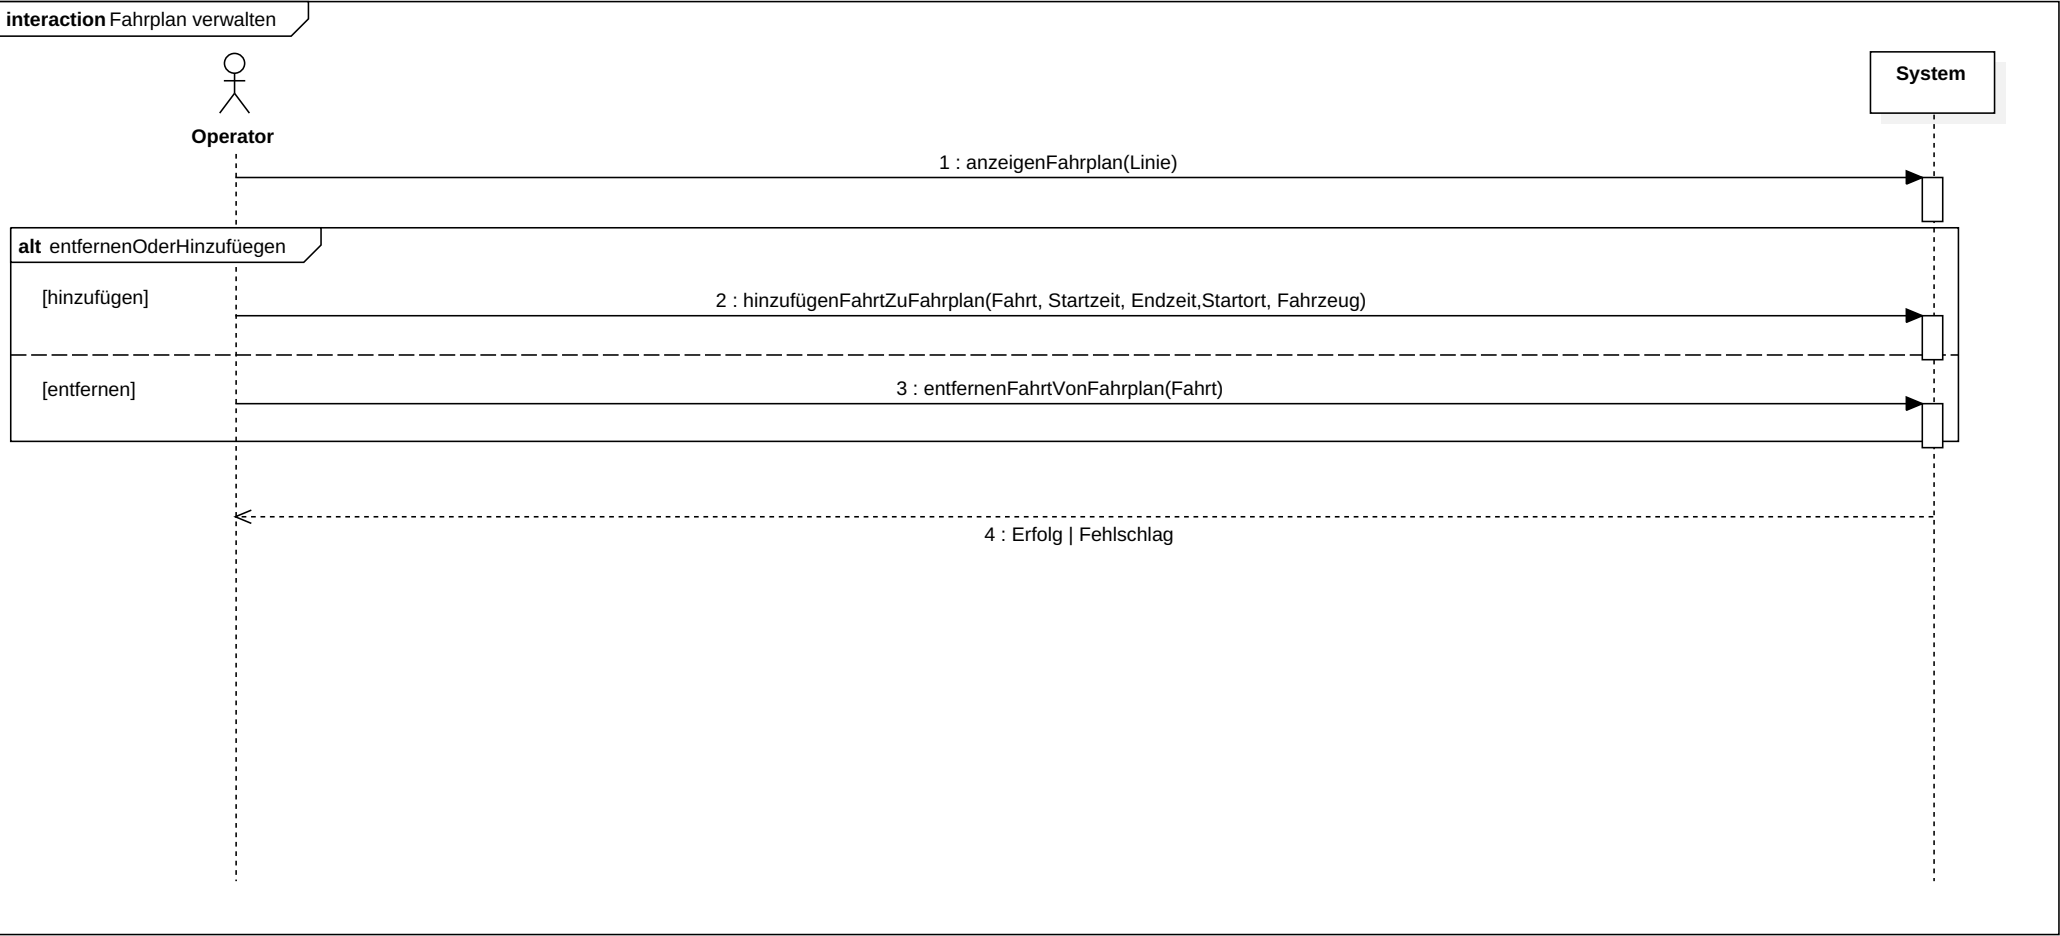 interaction Fahrplan verwalten
System
Operator
1 : anzeigenFahrplan(Linie)
alt entfernenOderHinzufüegen
[hinzufügen]
2 : hinzufügenFahrtZuFahrplan(Fahrt, Startzeit, Endzeit,Startort, Fahrzeug)
[entfernen]
3 : entfernenFahrtVonFahrplan(Fahrt)
4 : Erfolg | Fehlschlag